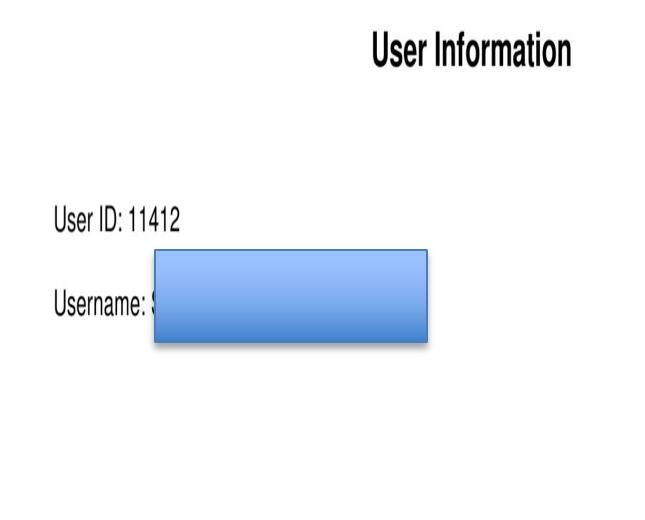 User Information
User ID: 11412
Username: